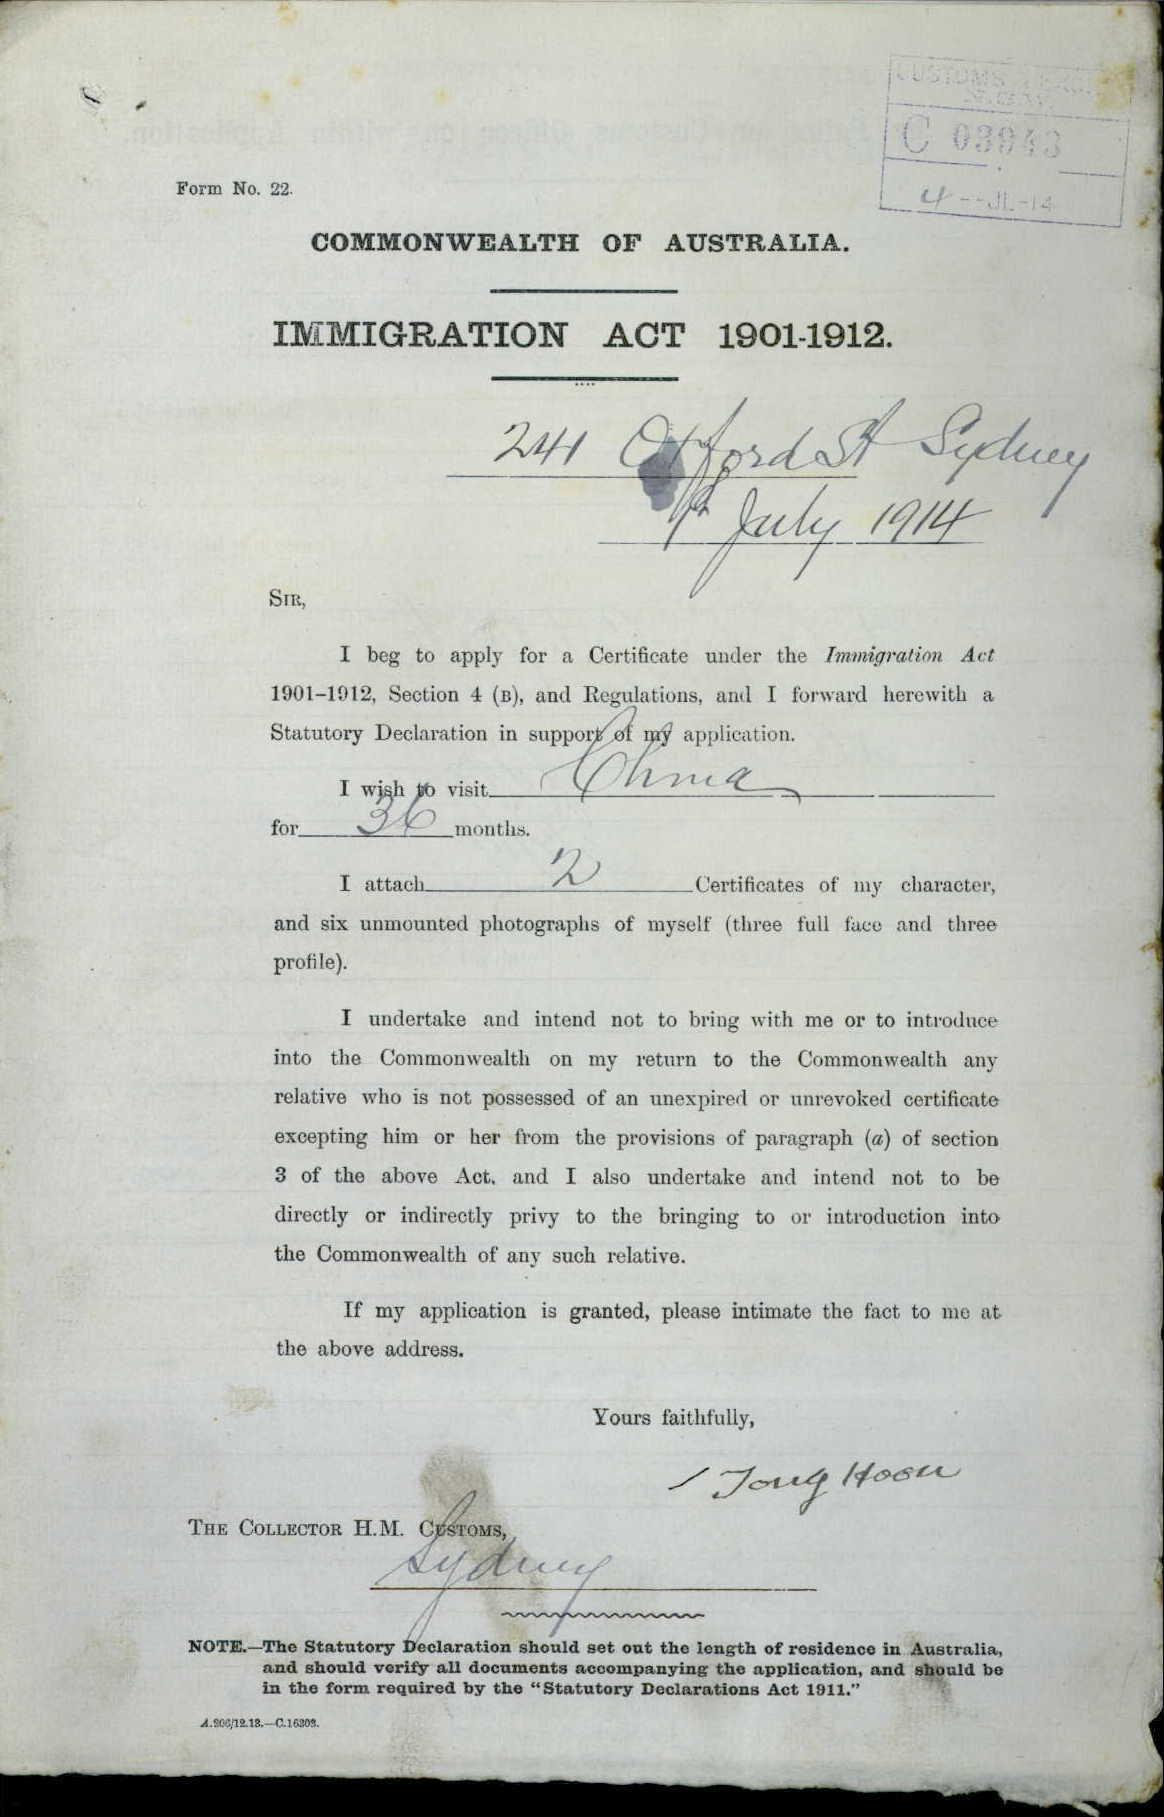 CUSTOMS
N.S.W.
C 03943
4--JL-14
Form No. 22.
COMMONWEALTH OF AUSTRALIA.
IMMIGRATION ACT 1901-1912.
241 Oxford St Sydney
July 1914
SIR,
I beg to apply for a Certificate under the Immigration Act
1901–1912, Section 4 (B), and Regulations, and I forward herewith a
Statutory Declaration in support of my application.
I wish to visit China
for 36 months.
I attach 2 Certificates of my character,
and six unmounted photographs of myself (three full face and three
profile).
I undertake and intend not to bring with me or to introduce
into the Commonwealth on my return to the Commonwealth any
relative who is not possessed of an unexpired or unrevoked certificate
excepting him or her from the provisions of paragraph (a) of section
3 of the above Act, and I also undertake and intend not to be
directly or indirectly privy to the bringing to or introduction into
the Commonwealth of any such relative.
If my application is granted, please intimate the fact to me at
the above address.
Yours faithfully,
Tong Hoon
THE COLLECTOR H.M. CUSTOMS,
Sydney
NOTE.—The Statutory Declaration should set out the length of residence in Australia,
and should verify all documents accompanying the application, and should be
in the form required by the “Statutory Declarations Act 1911.”
A.206/12.13.—C.16303.